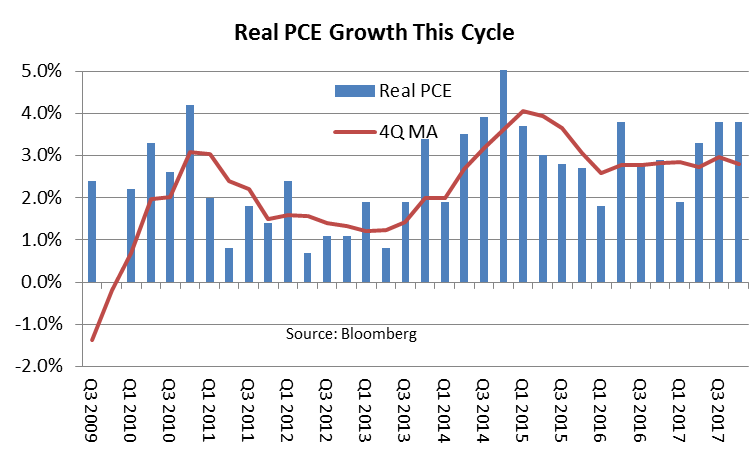 Real PCE Growth This Cycle
5.0%
4.0%
3.0%
2.0%
1.0%
0.0%
-1.0%
-2.0%
Real PCE
4Q MA
Source: Bloomberg
Q3 2009
Q1 2010
Q3 2010
Q1 2011
Q3 2011
Q1 2012
Q3 2012
Q1 2013
Q3 2013
Q1 2014
Q3 2014
Q1 2015
Q3 2015
Q1 2016
Q3 2016
Q1 2017
Q3 2017